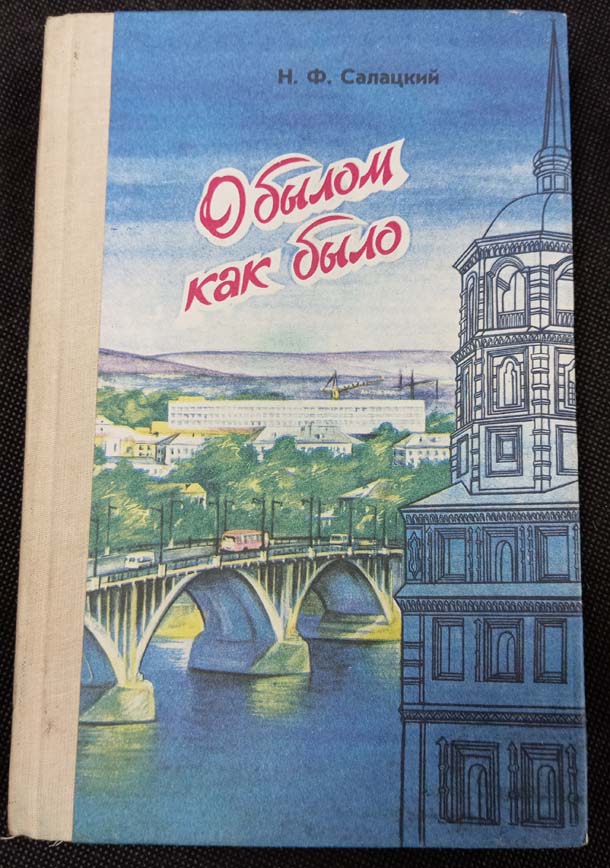 Н. Ф. Салацкий
О былом
как было